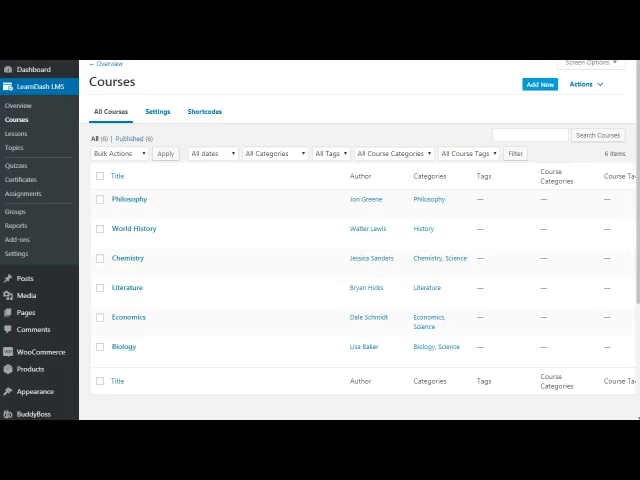 Dashboard
LearnDash LMS
Overview
Courses
Lessons
Topics
Quizzes
Certificates
Assignments
Groups
Reports
Add-ons
Settings
Posts
Media
Pages
Comments
WooCommerce
Products
Appearance
BuddyBoss
← Overview
Screen Options ▼
Courses
Add New
Actions
All Courses Settings Shortcodes
All (6) | Published (6)
Search Courses
Bulk Actions Apply All dates All Categories All Tags All Course Categories All Course Tags Filter 6 items
Title Author Categories Tags Course Categories Course Ta
Philosophy Jon Greene Philosophy — — —
World History Walter Lewis History — — —
Chemistry Jessica Sanders Chemistry, Science — — —
Literature Bryan Hicks Literature — — —
Economics Dale Schmidt Economics, Science — — —
Biology Lisa Baker Biology, Science — — —
Title Author Categories Tags Course Categories Course Ta